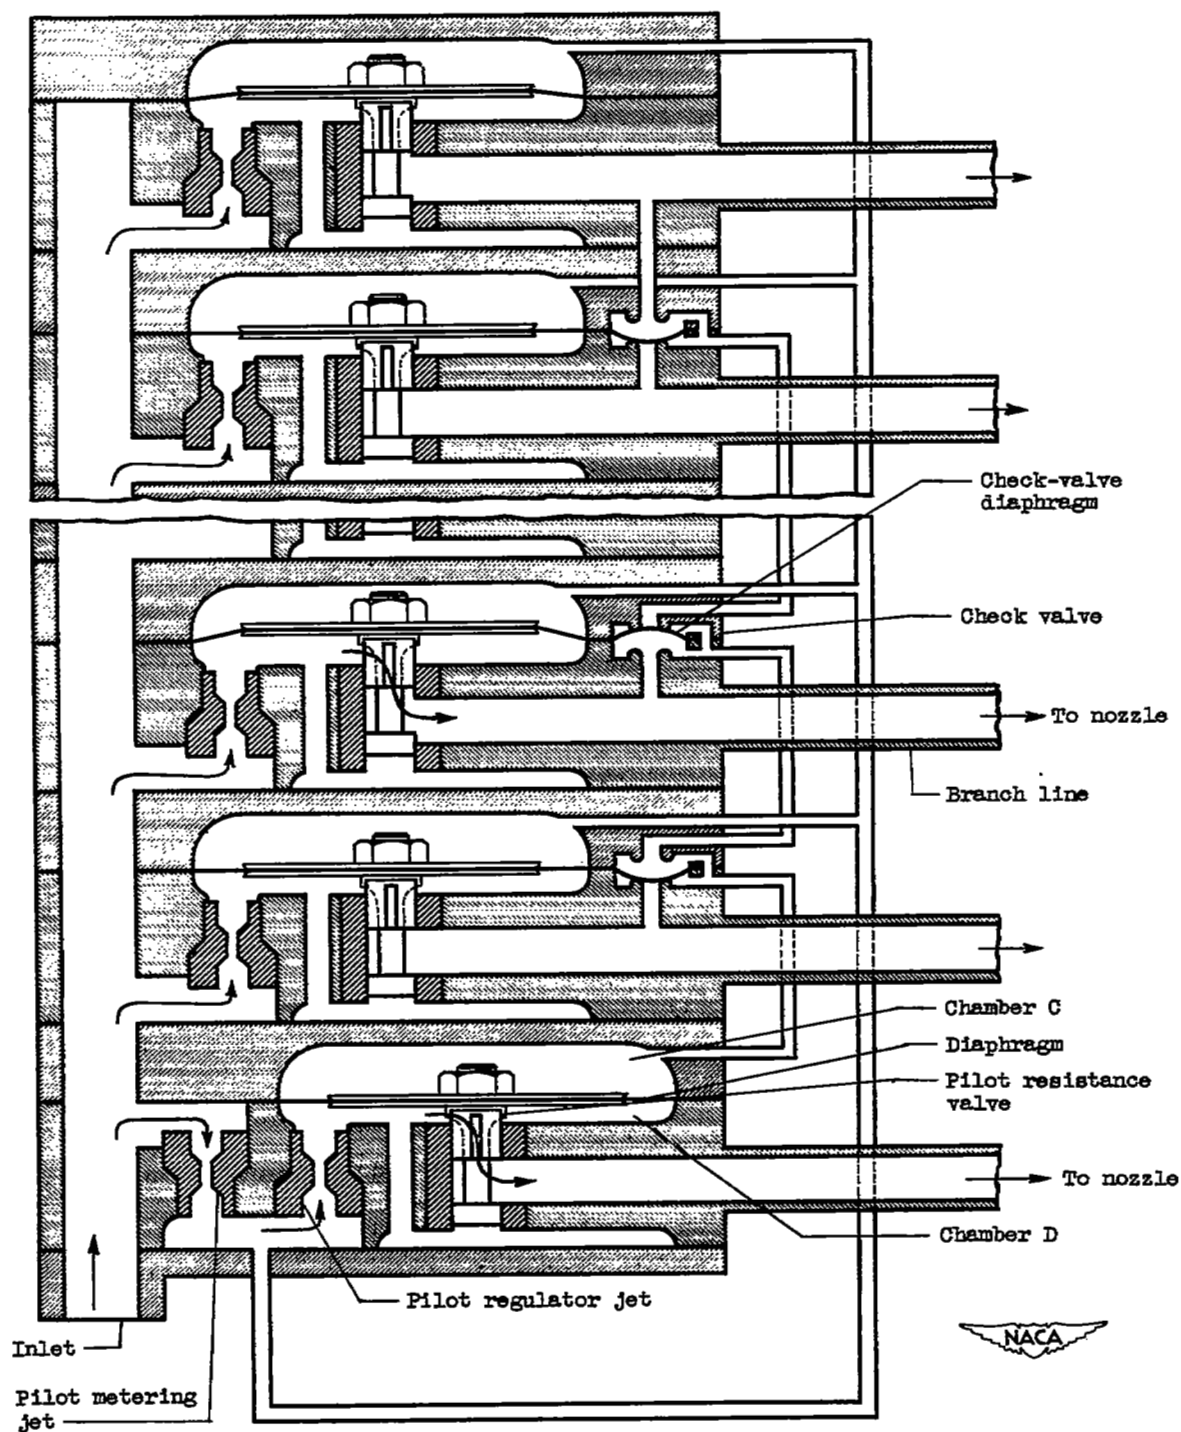 Check-valve
diaphragm
Check valve
To nozzle
Branch line
Chamber C
Diaphragm
Pilot resistance
valve
To nozzle
Chamber D
Pilot regulator jet
Inlet
NACA
Pilot metering
jet